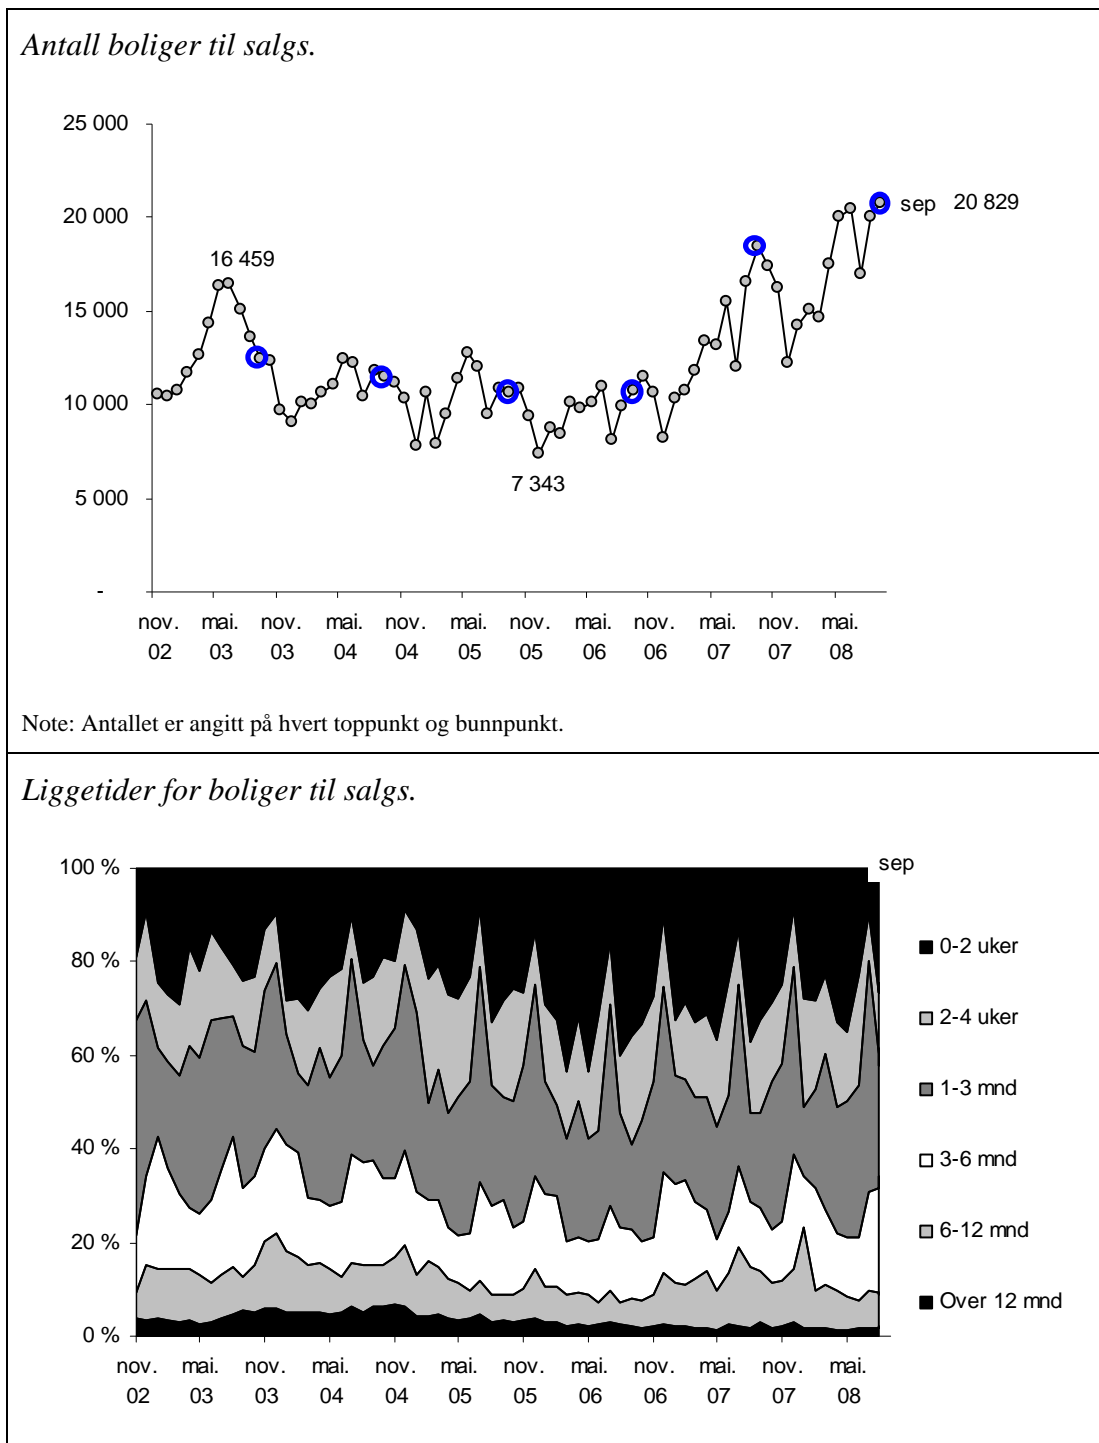 Antall boliger til salgs.
25 000
20 000
15 000
10 000
5 000
-
16 459
7 343
sep 20 829
nov. mai. nov. mai. nov. mai. nov. mai. nov. mai. nov. mai.
02 03 03 04 04 05 05 06 06 07 07 08
Note: Antallet er angitt på hvert toppunkt og bunnpunkt.
Liggetider for boliger til salgs.
100 %
80 %
60 %
40 %
20 %
0 %
sep
0-2 uker
2-4 uker
1-3 mnd
3-6 mnd
6-12 mnd
Over 12 mnd
nov. mai. nov. mai. nov. mai. nov. mai. nov. mai. nov. mai.
02 03 03 04 04 05 05 06 06 07 07 08